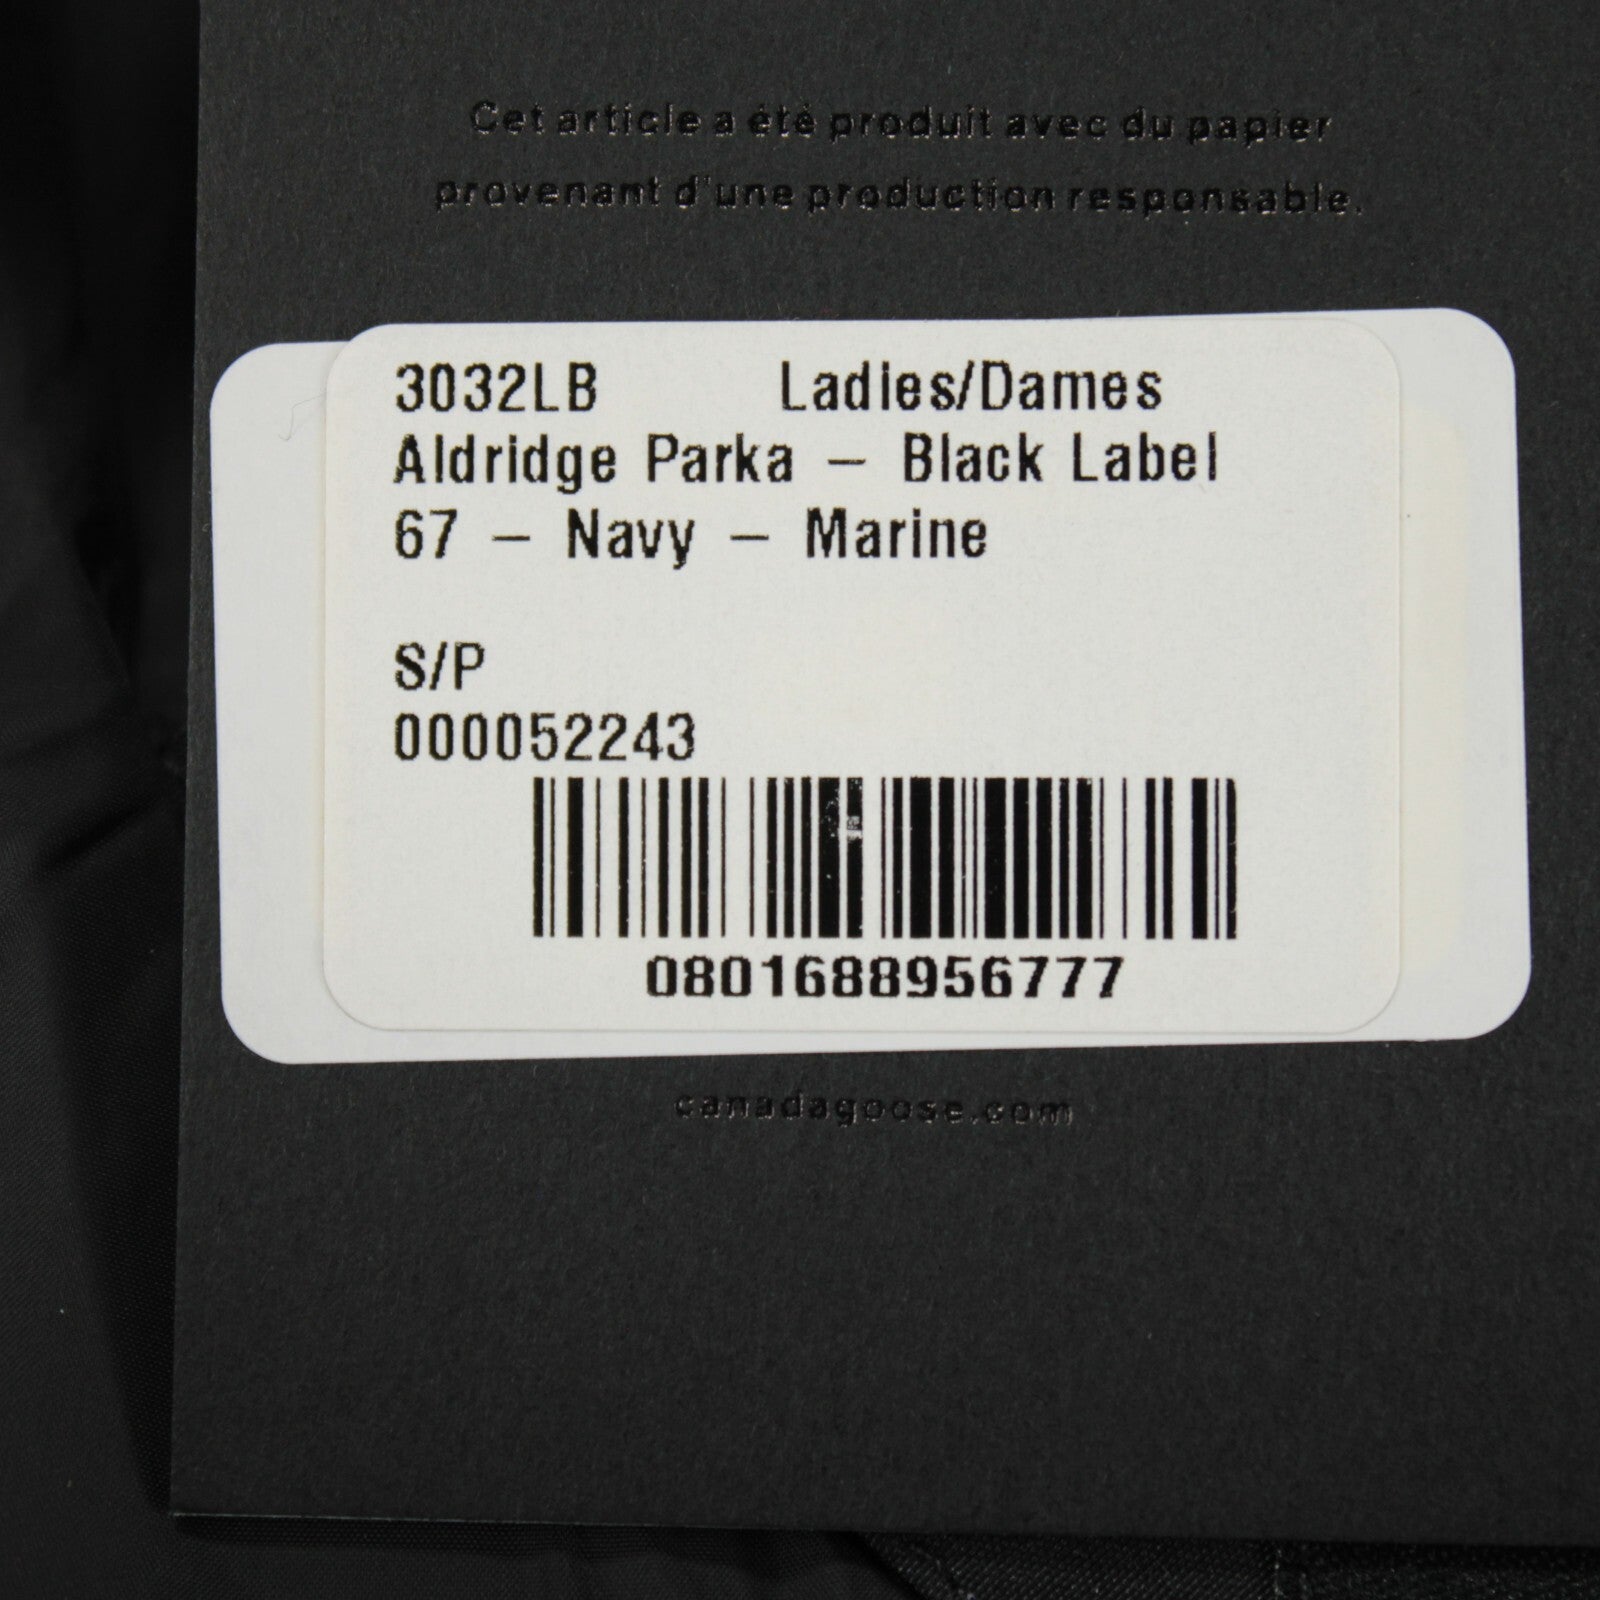 Cet article a été produit avec du papier
provenant d'une production responsable.
3032LB Ladies/Dames
Aldridge Parka – Black Label
67 – Navy – Marine
S/P
000052243
0801688956777
canadagoose.com